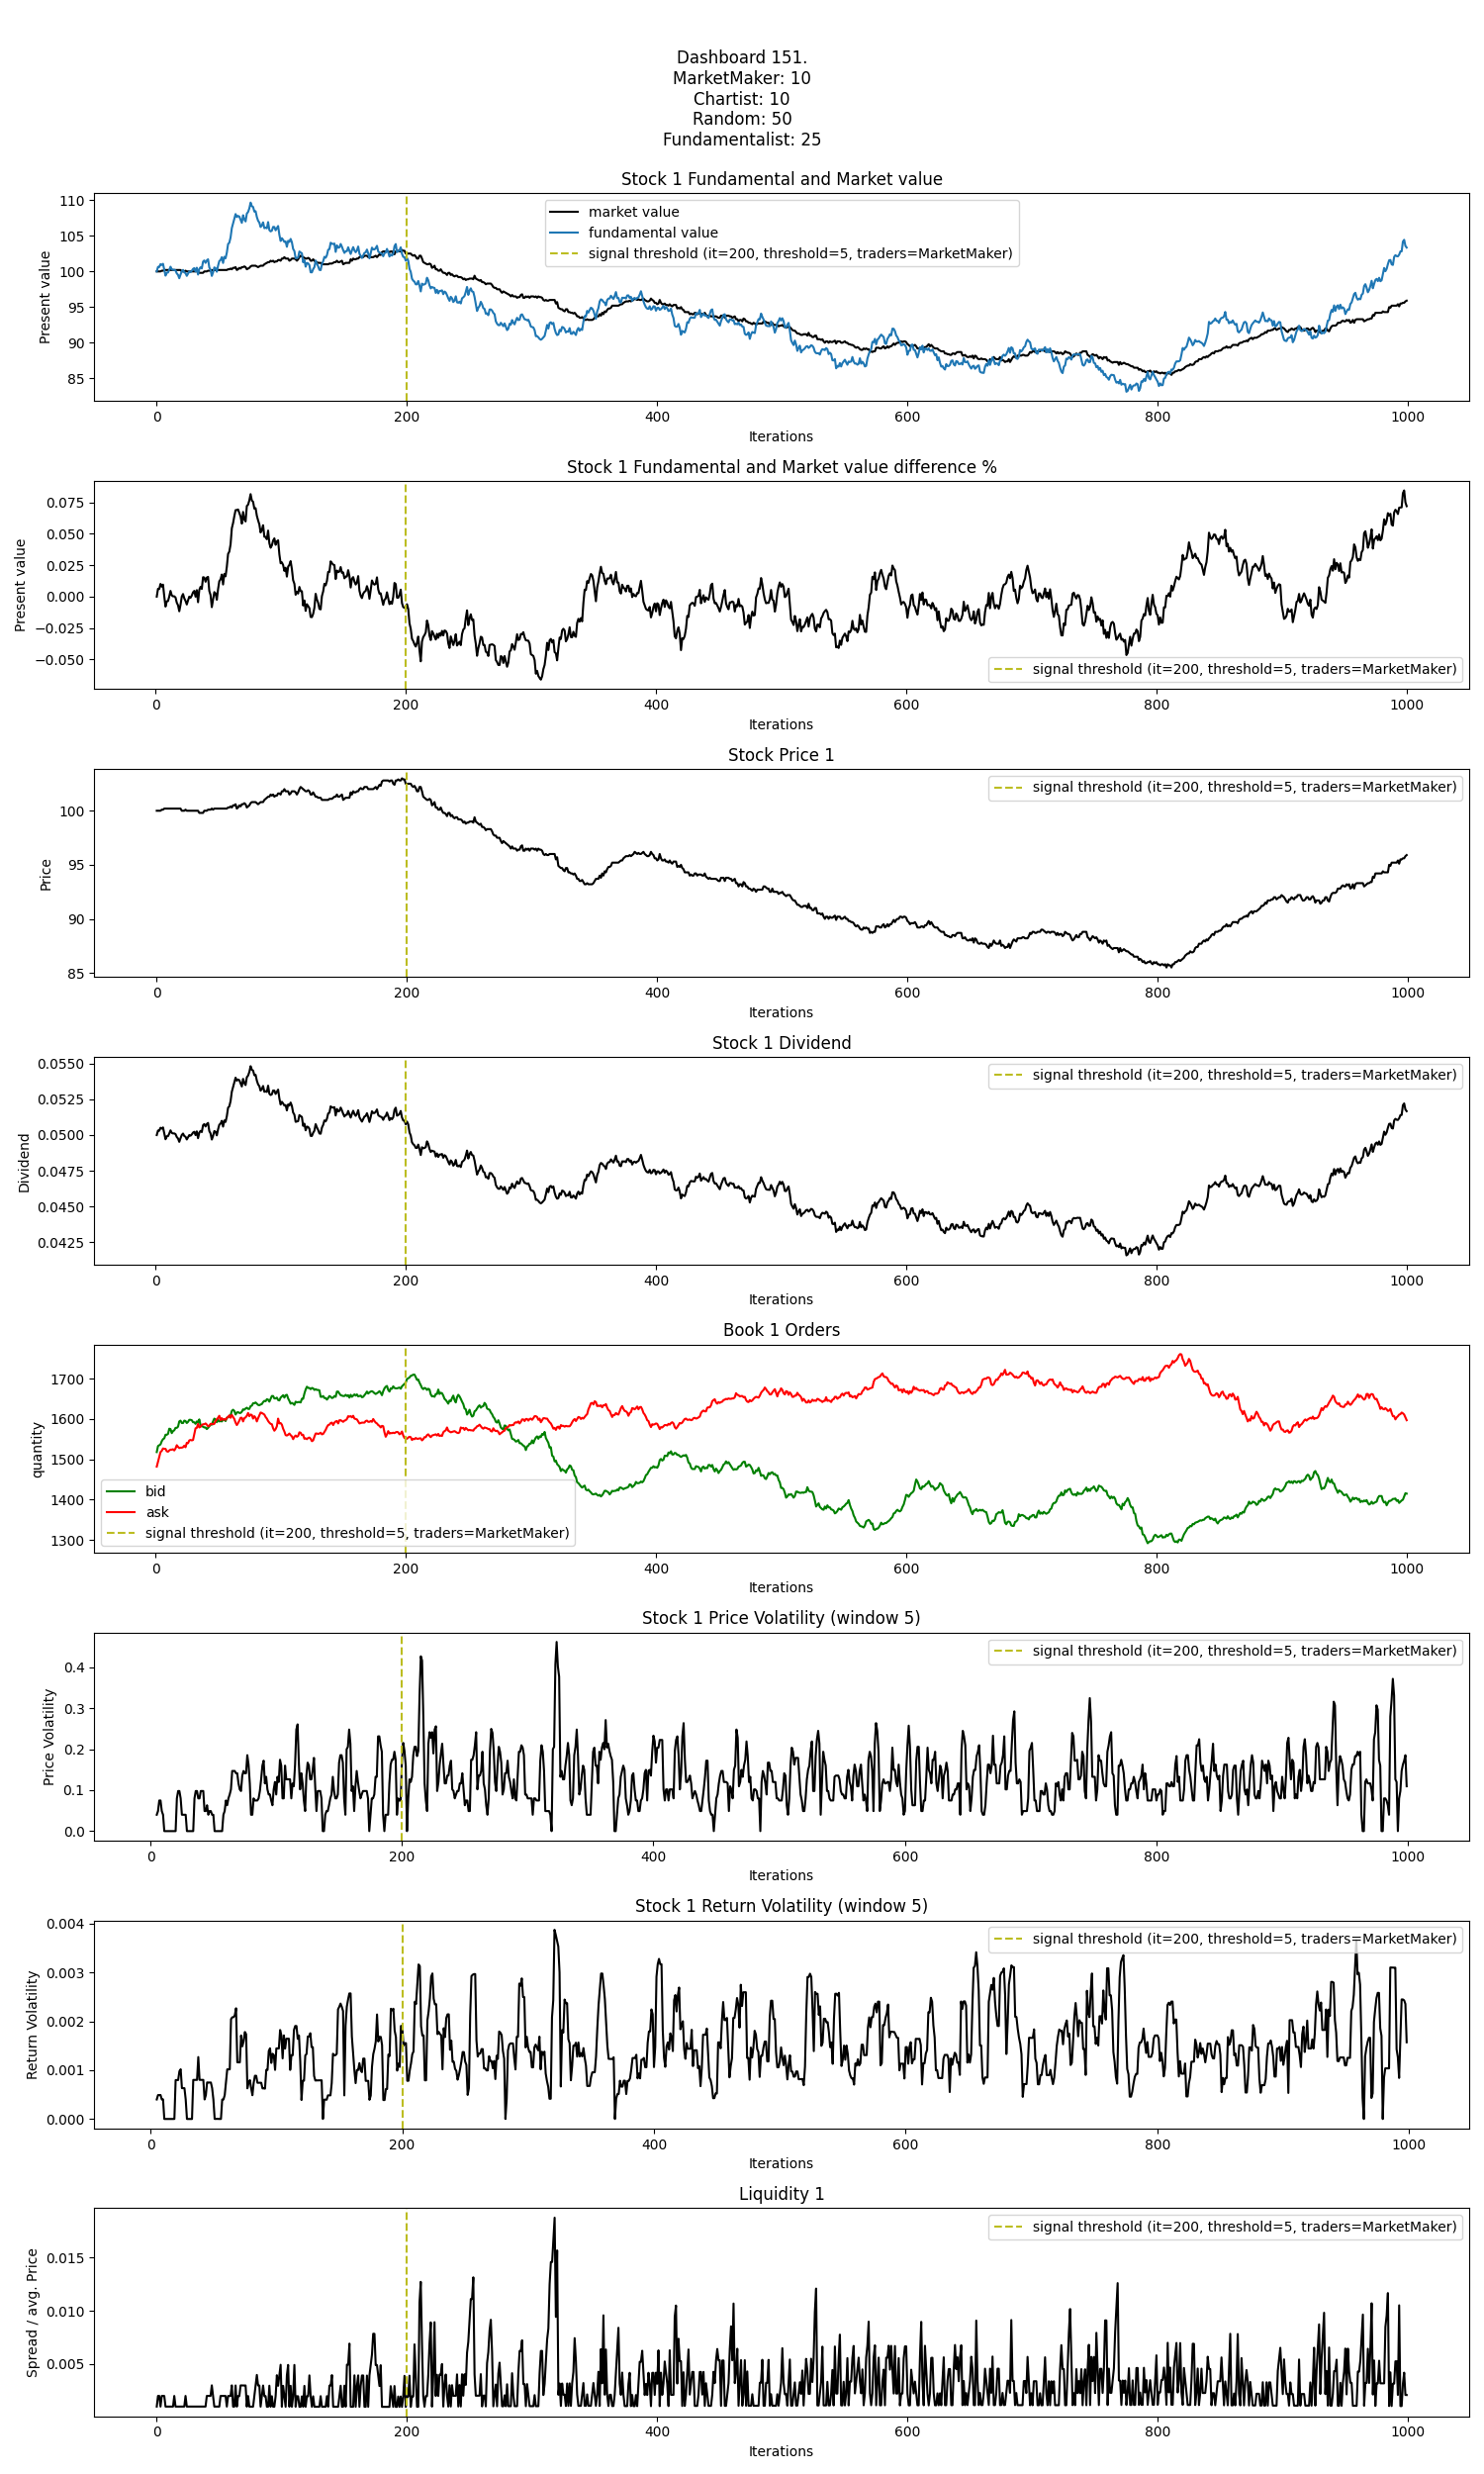 Dashboard 151.
MarketMaker: 10
Chartist: 10
Random: 50
Fundamentalist: 25
Stock 1 Fundamental and Market value
110
105
100
95
90
85
Present value
market value
fundamental value
signal threshold (it=200, threshold=5, traders=MarketMaker)
0 200 400 600 800 1000
Iterations
Stock 1 Fundamental and Market value difference %
0.075
0.050
0.025
0.000
−0.025
−0.050
Present value
signal threshold (it=200, threshold=5, traders=MarketMaker)
0 200 400 600 800 1000
Iterations
Stock Price 1
100
95
90
85
Price
signal threshold (it=200, threshold=5, traders=MarketMaker)
0 200 400 600 800 1000
Iterations
Stock 1 Dividend
0.0550
0.0525
0.0500
0.0475
0.0450
0.0425
Dividend
signal threshold (it=200, threshold=5, traders=MarketMaker)
0 200 400 600 800 1000
Iterations
Book 1 Orders
1700
1600
1500
1400
1300
quantity
bid
ask
signal threshold (it=200, threshold=5, traders=MarketMaker)
0 200 400 600 800 1000
Iterations
Stock 1 Price Volatility (window 5)
0.4
0.3
0.2
0.1
0.0
Price Volatility
signal threshold (it=200, threshold=5, traders=MarketMaker)
0 200 400 600 800 1000
Iterations
Stock 1 Return Volatility (window 5)
0.004
0.003
0.002
0.001
0.000
Return Volatility
signal threshold (it=200, threshold=5, traders=MarketMaker)
0 200 400 600 800 1000
Iterations
Liquidity 1
0.015
0.010
0.005
Spread / avg. Price
signal threshold (it=200, threshold=5, traders=MarketMaker)
0 200 400 600 800 1000
Iterations